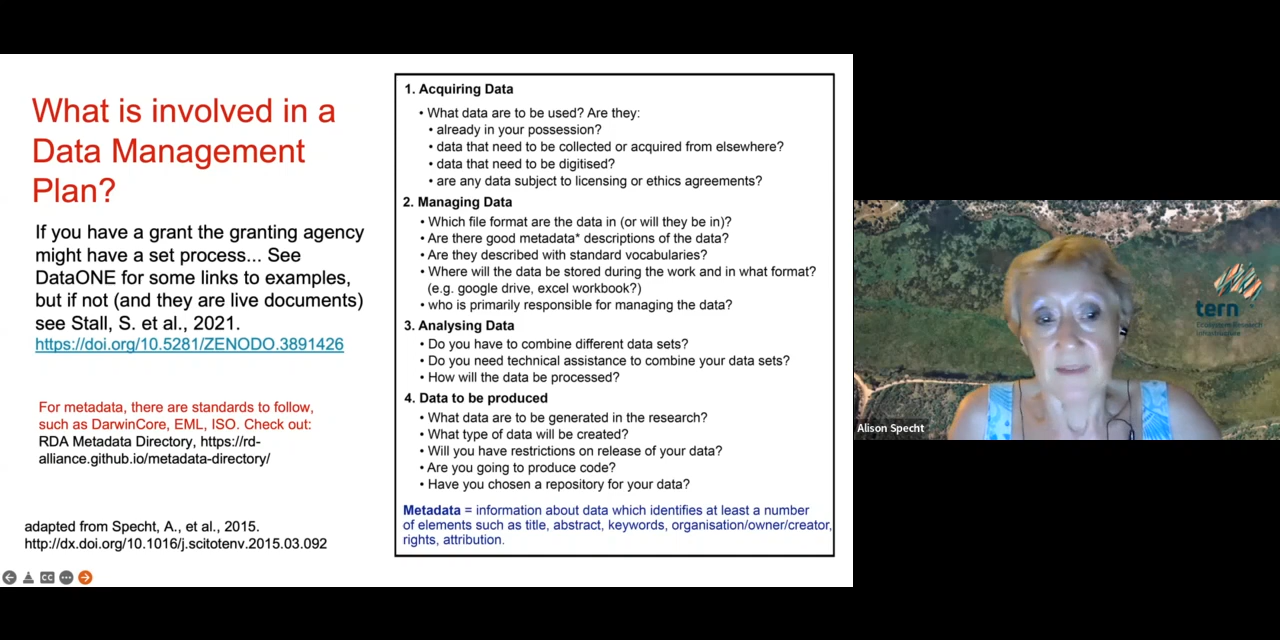 What is involved in a
Data Management
Plan?
If you have a grant the granting agency
might have a set process... See
DataONE for some links to examples,
but if not (and they are live documents)
see Stall, S. et al., 2021.
https://doi.org/10.5281/ZENODO.3891426
For metadata, there are standards to follow,
such as DarwinCore, EML, ISO. Check out:
RDA Metadata Directory, https://rd-
alliance.github.io/metadata-directory/
adapted from Specht, A., et al., 2015.
http://dx.doi.org/10.1016/j.scitotenv.2015.03.092
CC
1. Acquiring Data
• What data are to be used? Are they:
• already in your possession?
• data that need to be collected or acquired from elsewhere?
• data that need to be digitised?
• are any data subject to licensing or ethics agreements?
2. Managing Data
• Which file format are the data in (or will they be in)?
• Are there good metadata* descriptions of the data?
• Are they described with standard vocabularies?
• Where will the data be stored during the work and in what format?
(e.g. google drive, excel workbook?)
• who is primarily responsible for managing the data?
3. Analysing Data
• Do you have to combine different data sets?
• Do you need technical assistance to combine your data sets?
• How will the data be processed?
4. Data to be produced
• What data are to be generated in the research?
• What type of data will be created?
• Will you have restrictions on release of your data?
• Are you going to produce code?
• Have you chosen a repository for your data?
Metadata = information about data which identifies at least a number
of elements such as title, abstract, keywords, organisation/owner/creator,
rights, attribution.
tern
Ecosystem Research
Infrastructure
Alison Specht